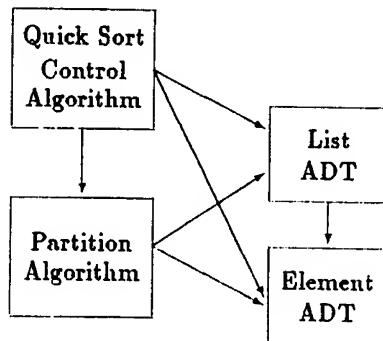 Quick Sort
Control
Algorithm
List
ADT
Partition
Algorithm
Element
ADT